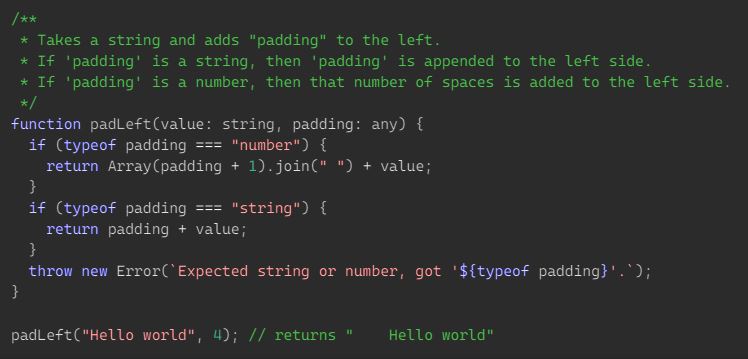 /**
 * Takes a string and adds "padding" to the left.
 * If 'padding' is a string, then 'padding' is appended to the left side.
 * If 'padding' is a number, then that number of spaces is added to the left side.
 */
function padLeft(value: string, padding: any) {
  if (typeof padding === "number") {
    return Array(padding + 1).join(" ") + value;
  }
  if (typeof padding === "string") {
    return padding + value;
  }
  throw new Error(`Expected string or number, got '${typeof padding}'.`);
}

padLeft("Hello world", 4); // returns "    Hello world"